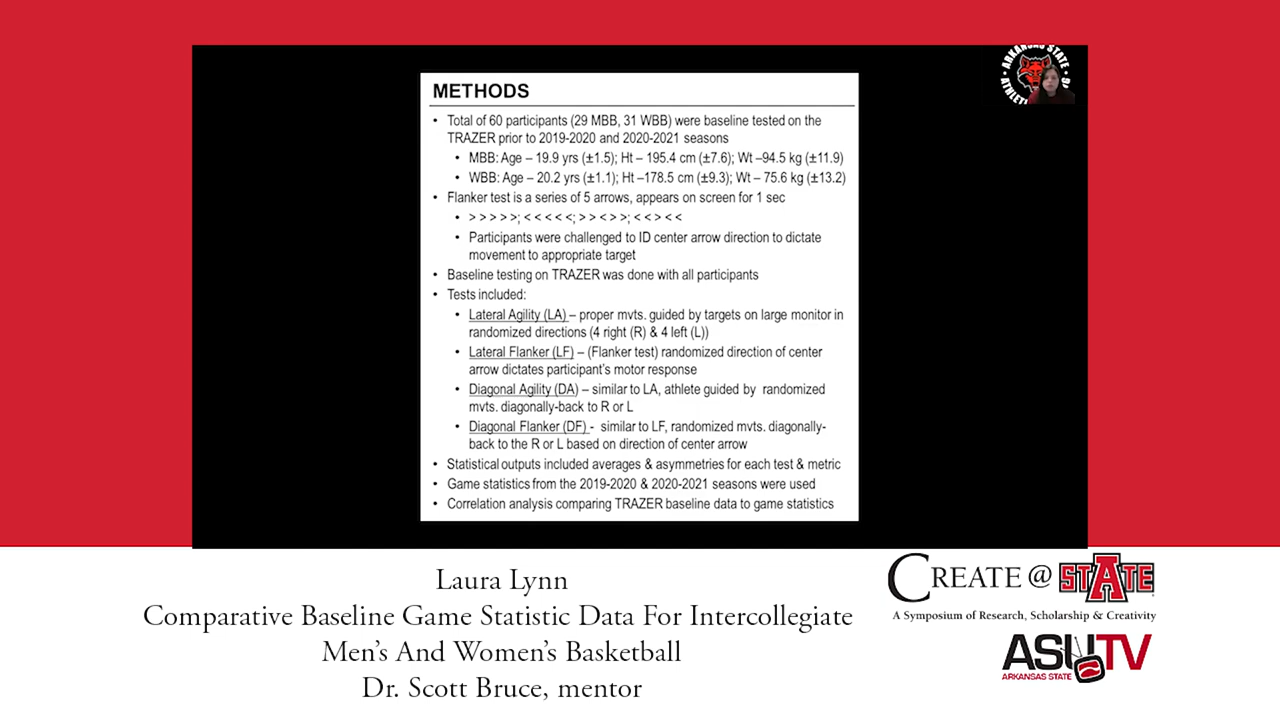 ARKANSAS STATE
METHODS
• Total of 60 participants (29 MBB, 31 WBB) were baseline tested on the
TRAZER prior to 2019-2020 and 2020-2021 seasons
• MBB: Age – 19.9 yrs (±1.5); Ht – 195.4 cm (±7.6); Wt –94.5 kg (±11.9)
• WBB: Age – 20.2 yrs (±1.1); Ht –178.5 cm (±9.3); Wt – 75.6 kg (±13.2)
• Flanker test is a series of 5 arrows, appears on screen for 1 sec
• > > > > >; < < < < <; > > < > >; < < > < <
• Participants were challenged to ID center arrow direction to dictate
movement to appropriate target
• Baseline testing on TRAZER was done with all participants
• Tests included:
• Lateral Agility (LA) – proper mvts. guided by targets on large monitor in
randomized directions (4 right (R) & 4 left (L))
• Lateral Flanker (LF) – (Flanker test) randomized direction of center
arrow dictates participant's motor response
• Diagonal Agility (DA) – similar to LA, athlete guided by randomized
mvts. diagonally-back to R or L
• Diagonal Flanker (DF) - similar to LF, randomized mvts. diagonally-
back to the R or L based on direction of center arrow
• Statistical outputs included averages & asymmetries for each test & metric
• Game statistics from the 2019-2020 & 2020-2021 seasons were used
• Correlation analysis comparing TRAZER baseline data to game statistics
Laura Lynn
Comparative Baseline Game Statistic Data For Intercollegiate
Men's And Women's Basketball
Dr. Scott Bruce, mentor
CREATE @ STATE
A Symposium of Research, Scholarship & Creativity
ASUTV
ARKANSAS STATE